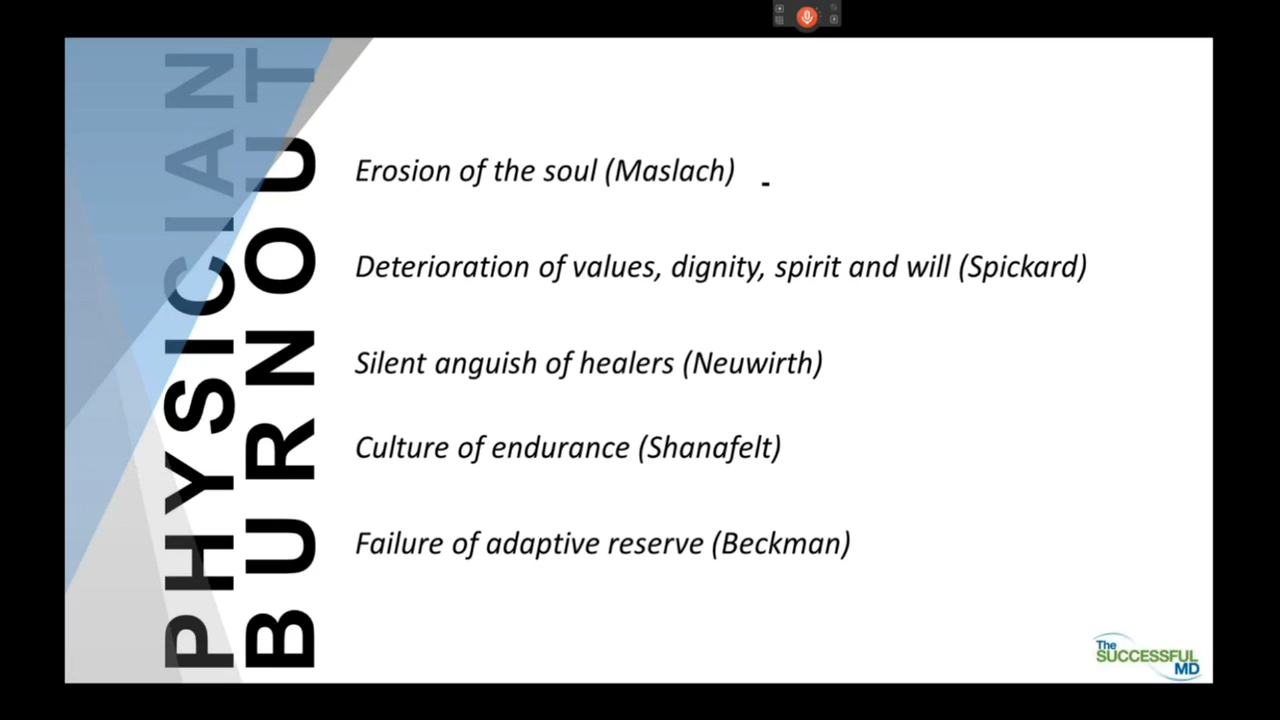 PHYSICIAN
BURNOUT
Erosion of the soul (Maslach) -
Deterioration of values, dignity, spirit and will (Spickard)
Silent anguish of healers (Neuwirth)
Culture of endurance (Shanafelt)
Failure of adaptive reserve (Beckman)
The
SUCCESSFUL
MD